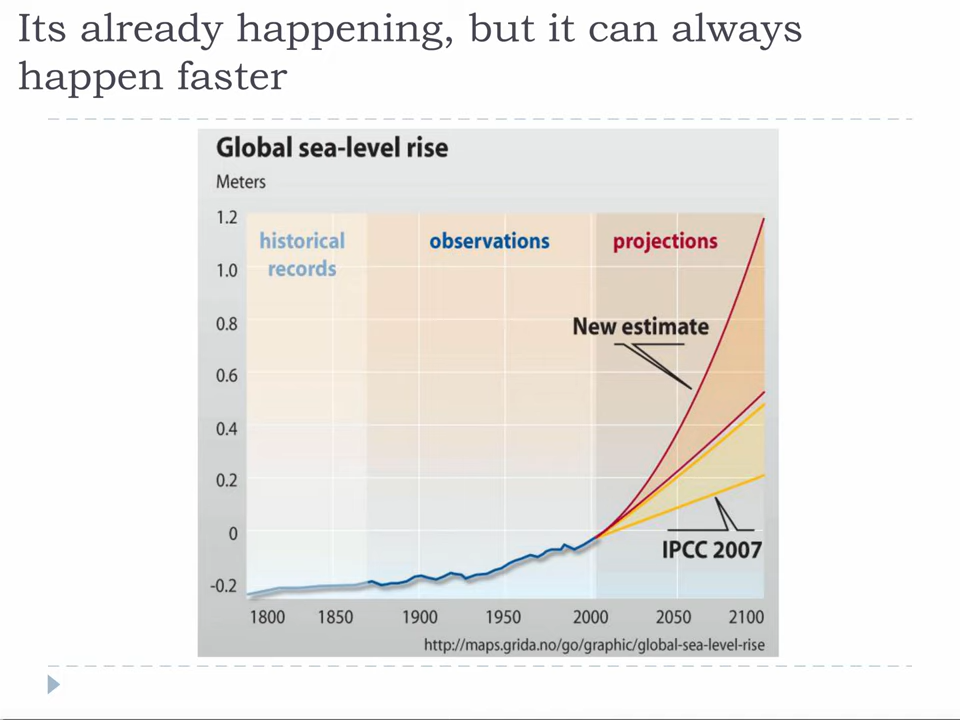 Its already happening, but it can always
happen faster
Global sea-level rise
Meters
1.2
historical
records
observations
projections
1.0
0.8
New estimate
0.6
0.4
0.2
0
IPCC 2007
-0.2
1800 1850 1900 1950 2000 2050 2100
http://maps.grida.no/go/graphic/global-sea-level-rise